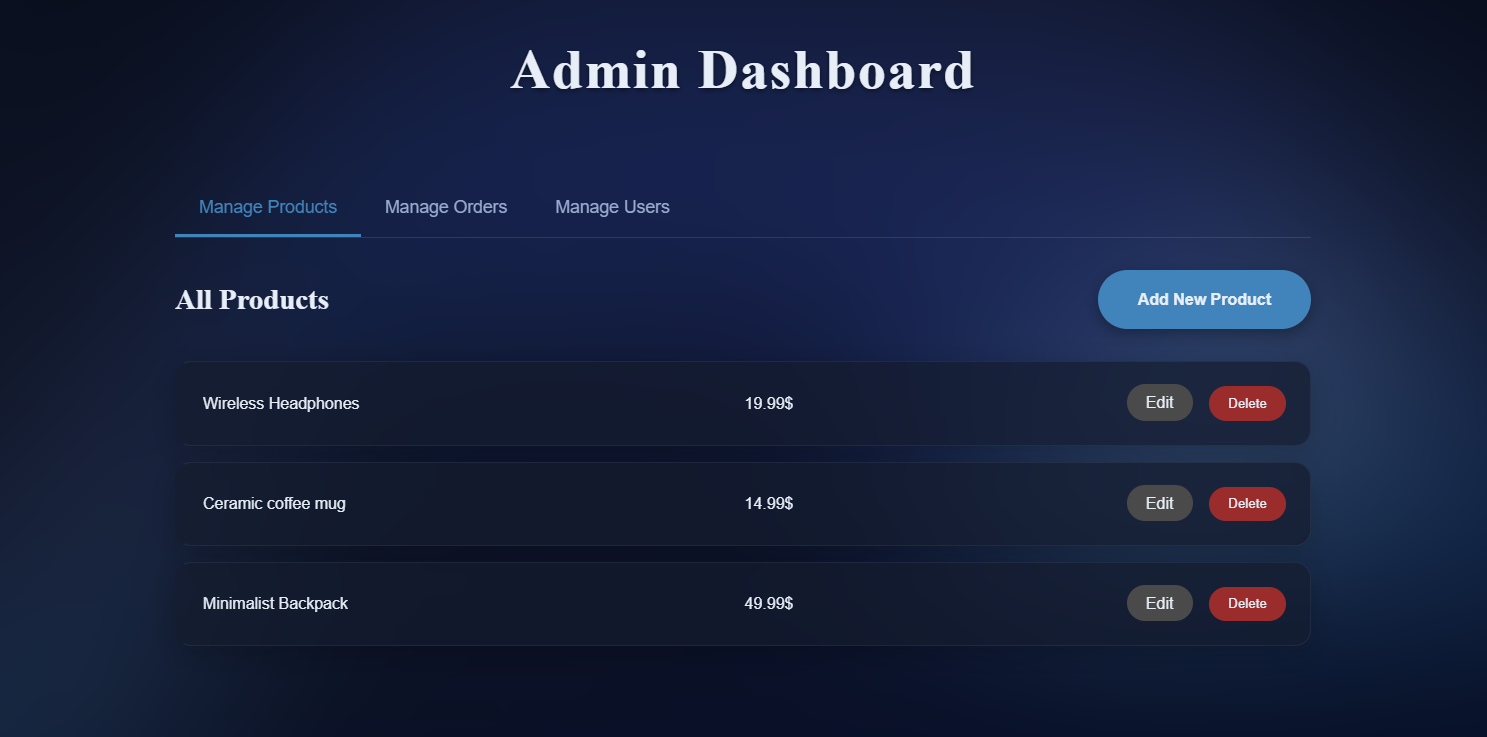 Admin Dashboard
Manage Products Manage Orders Manage Users
All Products Add New Product
Wireless Headphones 19.99$ Edit Delete
Ceramic coffee mug 14.99$ Edit Delete
Minimalist Backpack 49.99$ Edit Delete